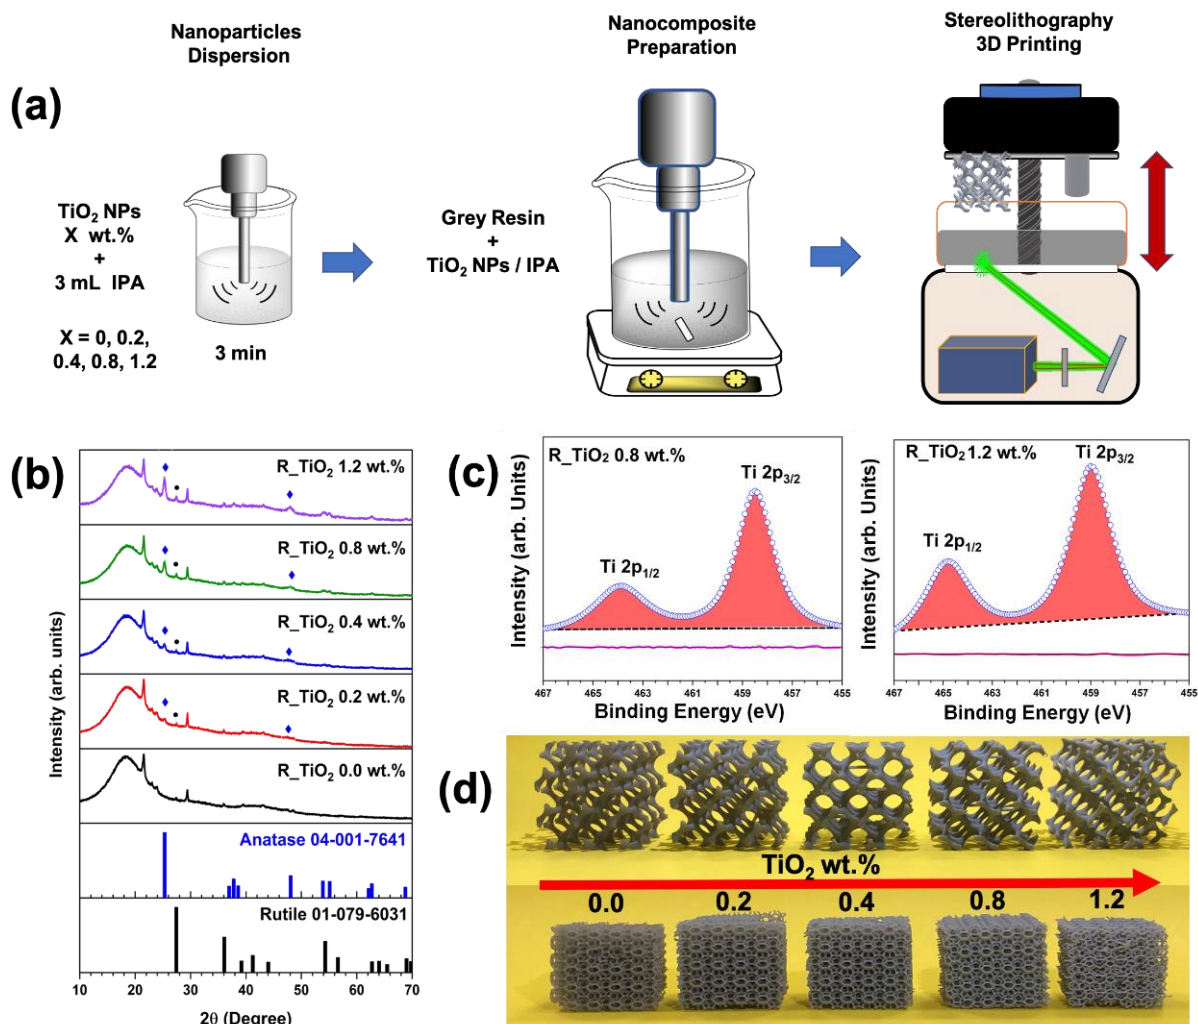 Nanoparticles
Dispersion
Nanocomposite
Preparation
Stereolithography
3D Printing
(a)
TiO₂ NPs
X wt.%
+
3 mL IPA
X = 0, 0.2,
0.4, 0.8, 1.2
3 min
Grey Resin
+
TiO₂ NPs / IPA
(b)
R_TiO₂ 1.2 wt.%
R_TiO₂ 0.8 wt.%
R_TiO₂ 0.4 wt.%
R_TiO₂ 0.2 wt.%
R_TiO₂ 0.0 wt.%
Anatase 04-001-7641
Rutile 01-079-6031
Intensity (arb. units)
10 20 30 40 50 60 70
2θ (Degree)
(c)
R_TiO₂ 0.8 wt.%
Ti 2p₃/₂
Ti 2p₁/₂
Intensity (arb. Units)
467 465 463 461 459 457 455
Binding Energy (eV)
R_TiO₂ 1.2 wt.%
Ti 2p₃/₂
Ti 2p₁/₂
Intensity (arb. Units)
467 465 463 461 459 457 455
Binding Energy (eV)
(d)
TiO₂ wt.%
0.0 0.2 0.4 0.8 1.2